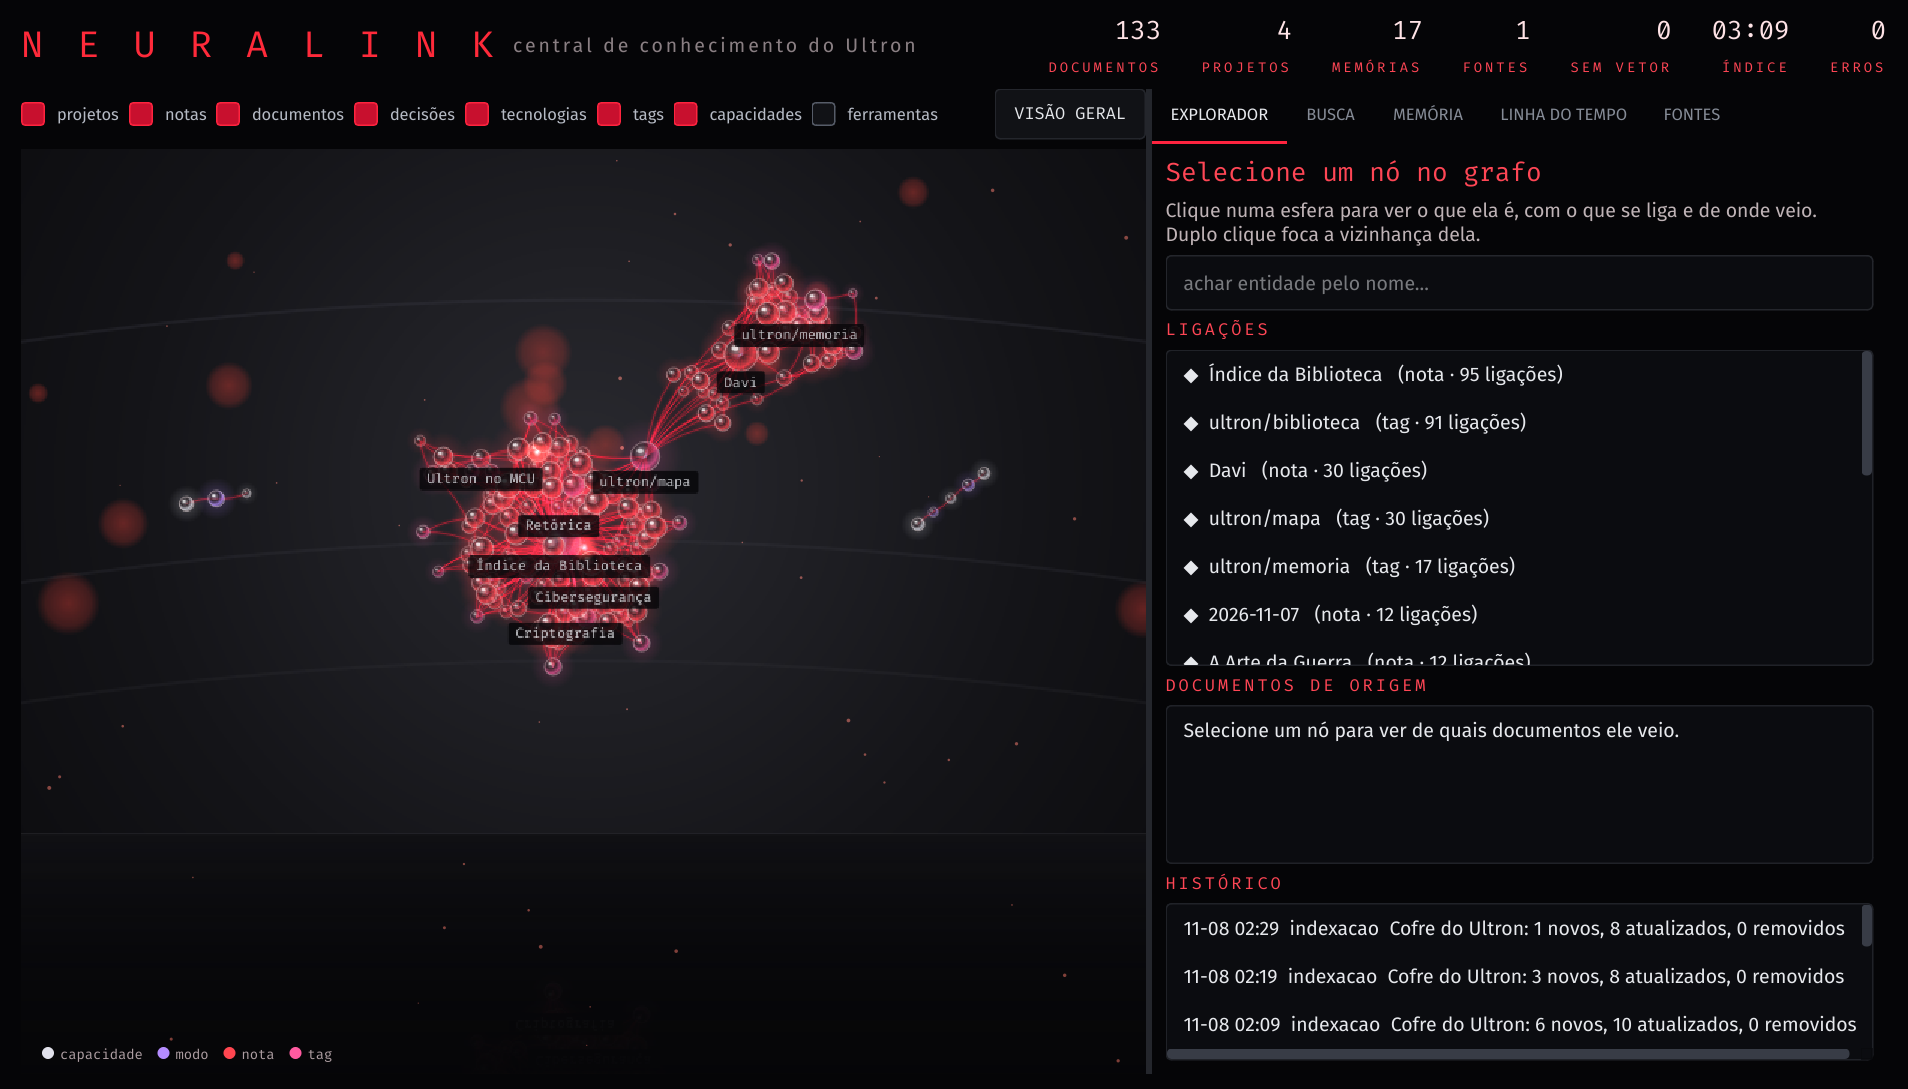 NEURALINK central de conhecimento do Ultron
133 4 17 1 0 03:09 0
DOCUMENTOS PROJETOS MEMÓRIAS FONTES SEM VETOR ÍNDICE ERROS
projetos notas documentos decisões tecnologias tags capacidades ferramentas
VISÃO GERAL
EXPLORADOR BUSCA MEMÓRIA LINHA DO TEMPO FONTES
ultron/memoria
Davi
Ultron no MCU
ultron/mapa
Retórica
Índice da Biblioteca
Cibersegurança
Criptografia
capacidade modo nota tag
Selecione um nó no grafo
Clique numa esfera para ver o que ela é, com o que se liga e de onde veio.
Duplo clique foca a vizinhança dela.
achar entidade pelo nome...
LIGAÇÕES
◆ Índice da Biblioteca (nota · 95 ligações)
◆ ultron/biblioteca (tag · 91 ligações)
◆ Davi (nota · 30 ligações)
◆ ultron/mapa (tag · 30 ligações)
◆ ultron/memoria (tag · 17 ligações)
◆ 2026-11-07 (nota · 12 ligações)
◆ A Arte da Guerra (nota · 12 ligações)
DOCUMENTOS DE ORIGEM
Selecione um nó para ver de quais documentos ele veio.
HISTÓRICO
11-08 02:29 indexacao Cofre do Ultron: 1 novos, 8 atualizados, 0 removidos
11-08 02:19 indexacao Cofre do Ultron: 3 novos, 8 atualizados, 0 removidos
11-08 02:09 indexacao Cofre do Ultron: 6 novos, 10 atualizados, 0 removidos